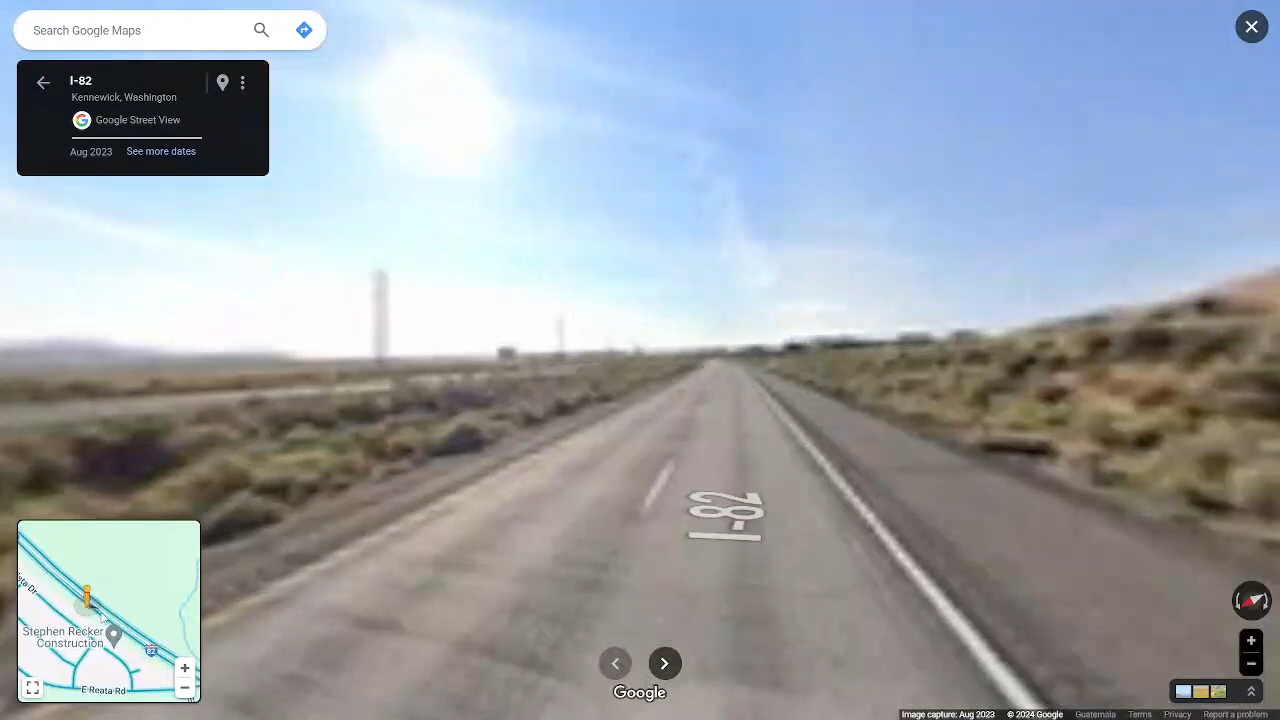 Search Google Maps
I-82
Kennewick, Washington
Google Street View
Aug 2023 See more dates
I-82
Stephen Recker
Construction
82
E Reata Rd
Google
Image capture: Aug 2023 © 2024 Google Guatemala Terms Privacy Report a problem